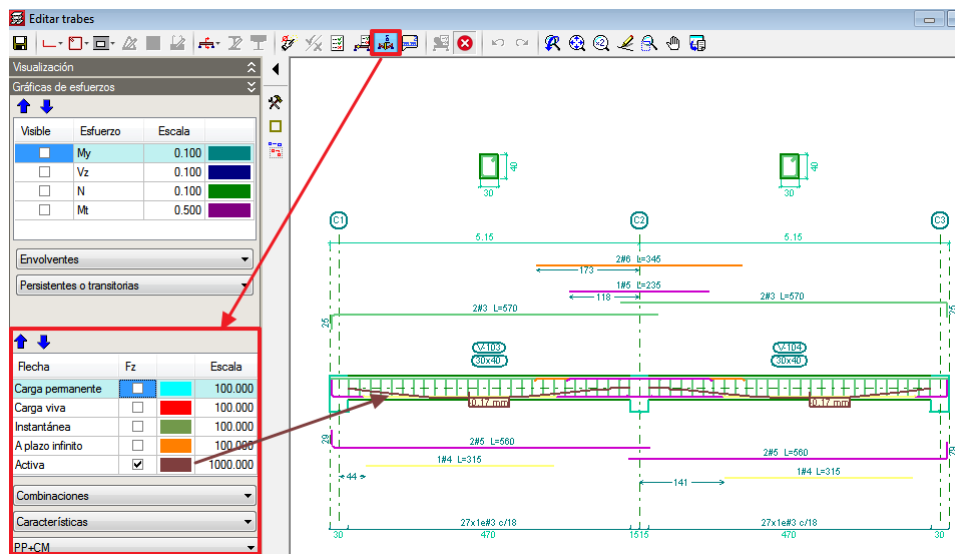 Editar trabes
Visualización
Gráficas de esfuerzos
Visible Esfuerzo Escala
My 0.100
Vz 0.100
N 0.100
Mt 0.500
Envolventes
Persistentes o transitorias
Flecha Fz Escala
Carga permanente 100.000
Carga viva 100.000
Instantánea 100.000
A plazo infinito 100.000
Activa 1000.000
Combinaciones
Características
PP+CM
40 40
30 30
C1 C2 C3
5.15 5.15
2#6 L=345
173
1#5 L=235
118
2#3 L=570 2#3 L=570
25 25
V-103 V-104
30x40 30x40
0.17 mm 0.17 mm
29 29
2#5 L=560 2#5 L=560
1#4 L=315 1#4 L=315
44 141
27x1e#3 c/18 27x1e#3 c/18
30 470 1515 470 30